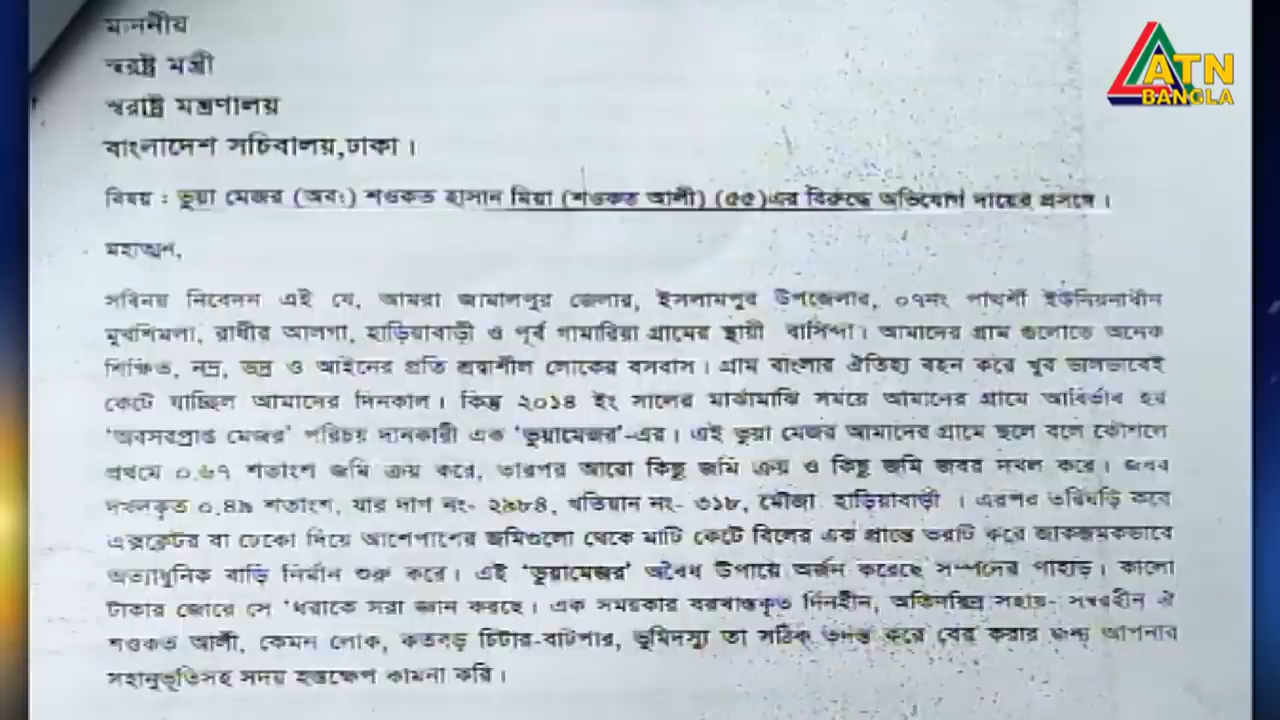 মাননীয়
স্বরাষ্ট্র মন্ত্রী
স্বরাষ্ট্র মন্ত্রণালয়
বাংলাদেশ সচিবালয়,ঢাকা ।
ATN
BANGLA
বিষয় : ভুয়া মেজর (অবঃ) শওকত হাসান মিয়া (শওকত আলী) (৫৫)এর বিরুদ্ধে অভিযোগ দায়ের প্রসঙ্গে ।
মহাত্মন,
সবিনয় নিবেদন এই যে, আমরা জামালপুর জেলার, ইসলামপুর উপজেলার, ০৭নং পাথর্শী ইউনিয়নাধীন
মুখশিমলা, রাধীর আলগা, হাড়িয়াবাড়ী ও পূর্ব গামারিয়া গ্রামের স্থায়ী বাসিন্দা । আমাদের গ্রাম গুলোতে অনেক
শিক্ষিত, নম্র, ভদ্র ও আইনের প্রতি শ্রদ্ধাশীল লোকের বসবাস । গ্রাম বাংলার ঐতিহ্য বহন করে খুব ভালভাবেই
কেটে যাচ্ছিল আমাদের দিনকাল । কিন্তু ২০১৪ ইং সালের মাঝামাঝি সময়ে আমাদের গ্রামে আবির্ভাব হয়
‘অবসরপ্রাপ্ত মেজর’ পরিচয় দানকারী এক ‘ভুয়ামেজর’-এর । এই ভুয়া মেজর আমাদের গ্রামে ছলে বলে কৌশলে
প্রথমে ০.৬৭ শতাংশ জমি ক্রয় করে, তারপর আরো কিছু জমি ক্রয় ও কিছু জমি জবর দখল করে । জবর
দখলকৃত ০.৪৯ শতাংশ, যার দাগ নং- ২৯৮৪, খতিয়ান নং- ৩১৮, মৌজা হাড়িয়াবাড়ী । এরপর তরিঘড়ি করে
এক্সকেটর বা ভেকো দিয়ে আশেপাশের জমিগুলো থেকে মাটি কেটে বিলের এক প্রান্তে ভরাট করে জাকজমকভাবে
অত্যাধুনিক বাড়ি নির্মান শুরু করে । এই ‘ভুয়ামেজর’ অবৈধ উপায়ে অর্জন করেছে সম্পদের পাহাড় । কালো
টাকার জোরে সে ‘ধরাকে সরা জ্ঞান করছে । এক সময়কার বরখাস্তকৃত দিনহীন, অতিদরিদ্র সহায়- সম্বরহীন ঐ
শওকত আলী, কেমন লোক, কতবড় চিটার-বাটপার, ভূমিদস্যু তা সঠিক তদন্ত করে বের করার জন্য আপনার
সহানুভূতিসহ সদয় হস্তক্ষেপ কামনা করি ।